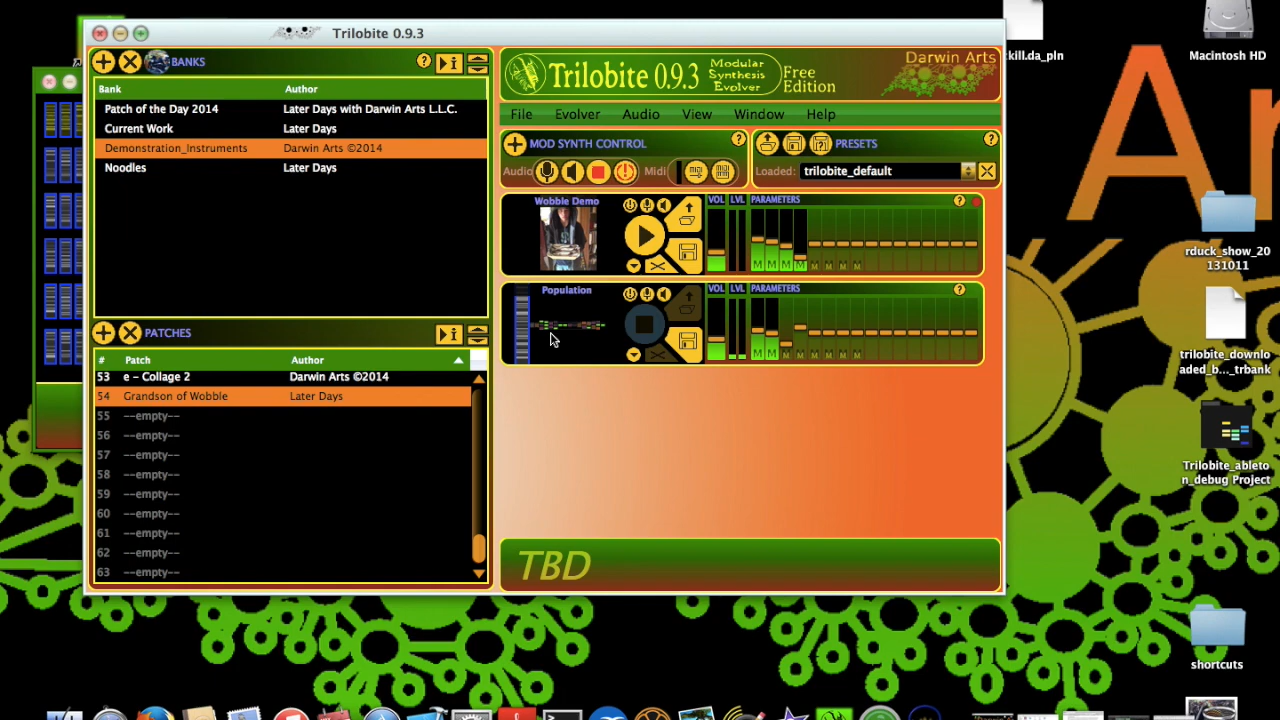 Trilobite 0.9.3
kill.da_pln
Macintosh HD
BANKS
?
i
Bank Author
Patch of the Day 2014 Later Days with Darwin Arts L.L.C.
Current Work Later Days
Demonstration_Instruments Darwin Arts ©2014
Noodles Later Days
PATCHES
i
# Patch Author
53 e – Collage 2 Darwin Arts ©2014
54 Grandson of Wobble Later Days
55 --empty--
56 --empty--
57 --empty--
58 --empty--
59 --empty--
60 --empty--
61 --empty--
62 --empty--
63 --empty--
Trilobite 0.9.3
Modular
Synthesis
Evolver
Free
Edition
Darwin Arts
File Evolver Audio View Window Help
MOD SYNTH CONTROL ?
Audio Midi
PRESETS ?
Loaded: trilobite_default
Wobble Demo VOL LVL PARAMETERS ?
M M M M M M M M
Population VOL LVL PARAMETERS ?
M M M M M M M M
TBD
Ar
rduck_show_20
131011
trilobite_downlo
aded_b..._trbank
Trilobite_ableto
n_debug Project
shortcuts